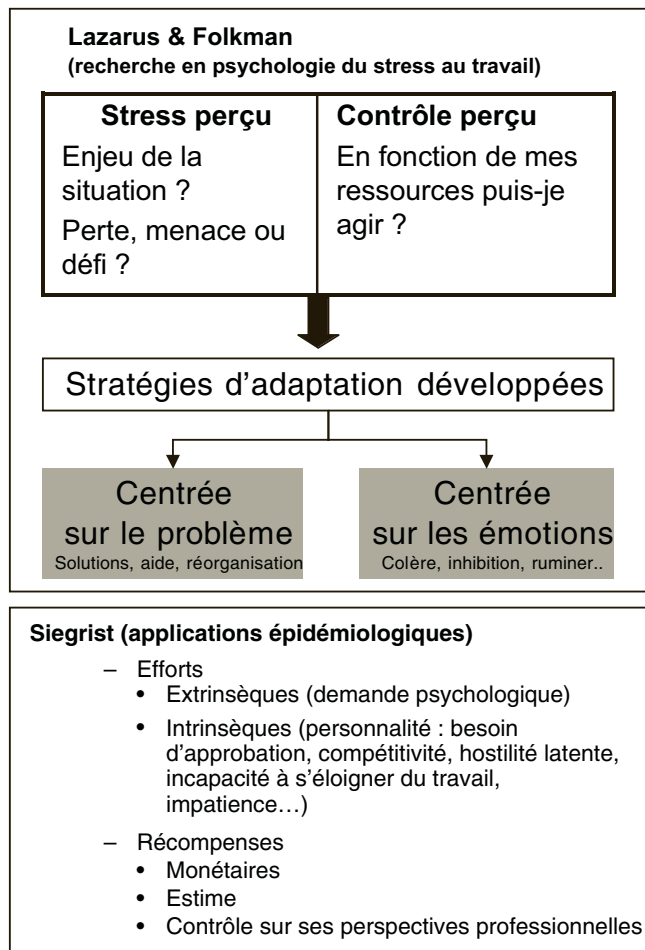 Lazarus & Folkman
(recherche en psychologie du stress au travail)
Stress perçu
Enjeu de la
situation ?
Perte, menace ou
défi ?
Contrôle perçu
En fonction de mes
ressources puis-je
agir ?
Stratégies d'adaptation développées
Centrée
sur le problème
Solutions, aide, réorganisation
Centrée
sur les émotions
Colère, inhibition, ruminer..
Siegrist (applications épidémiologiques)
– Efforts
• Extrinsèques (demande psychologique)
• Intrinsèques (personnalité : besoin
d'approbation, compétitivité, hostilité latente,
incapacité à s'éloigner du travail,
impatience…)
– Récompenses
• Monétaires
• Estime
• Contrôle sur ses perspectives professionnelles